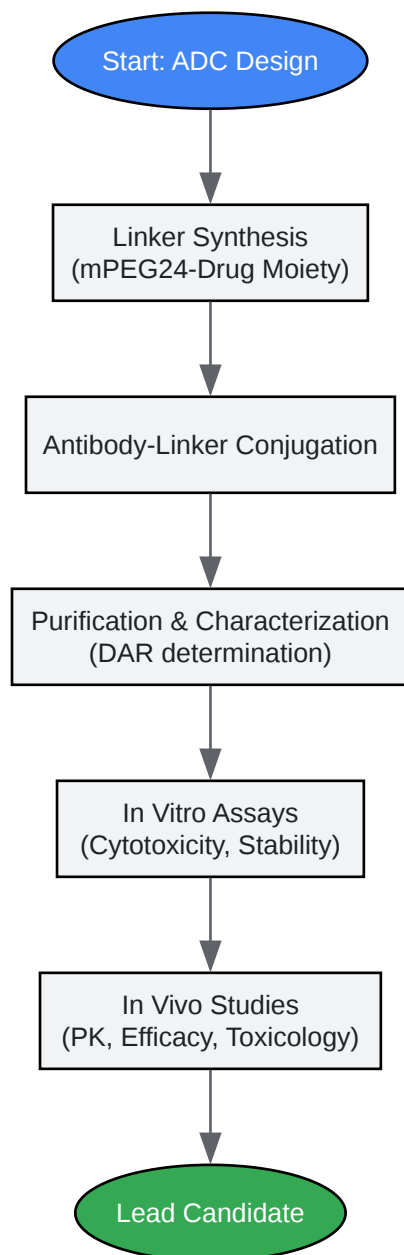 Start: ADC Design
Linker Synthesis
(mPEG24-Drug Moiety)
Antibody-Linker Conjugation
Purification & Characterization
(DAR determination)
In Vitro Assays
(Cytotoxicity, Stability)
In Vivo Studies
(PK, Efficacy, Toxicology)
Lead Candidate